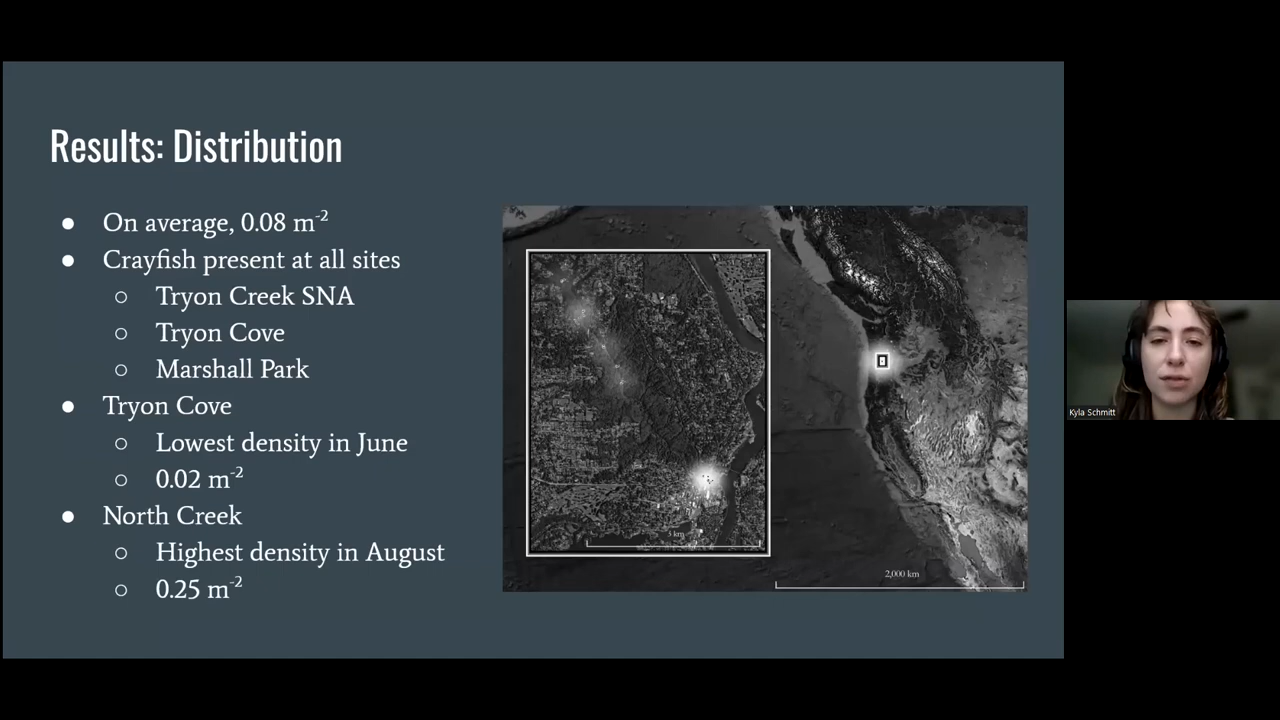 Results: Distribution
● On average, 0.08 m⁻²
● Crayfish present at all sites
○ Tryon Creek SNA
○ Tryon Cove
○ Marshall Park
● Tryon Cove
○ Lowest density in June
○ 0.02 m⁻²
● North Creek
○ Highest density in August
○ 0.25 m⁻²
3 km
2,000 km
Kyla Schmitt